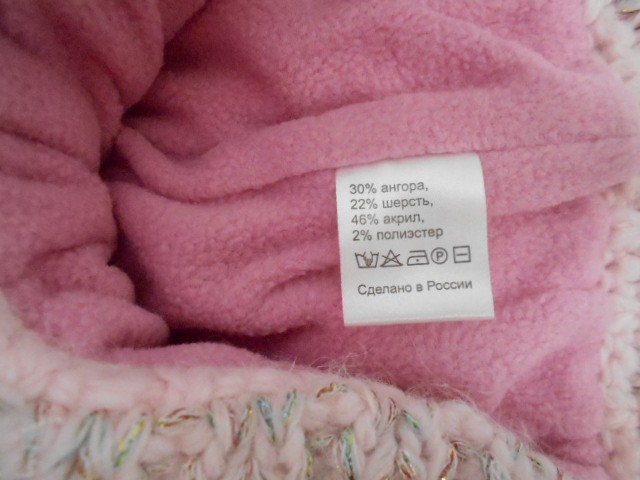 30% ангора,
22% шерсть,
46% акрил,
2% полиэстер
P
Сделано в России